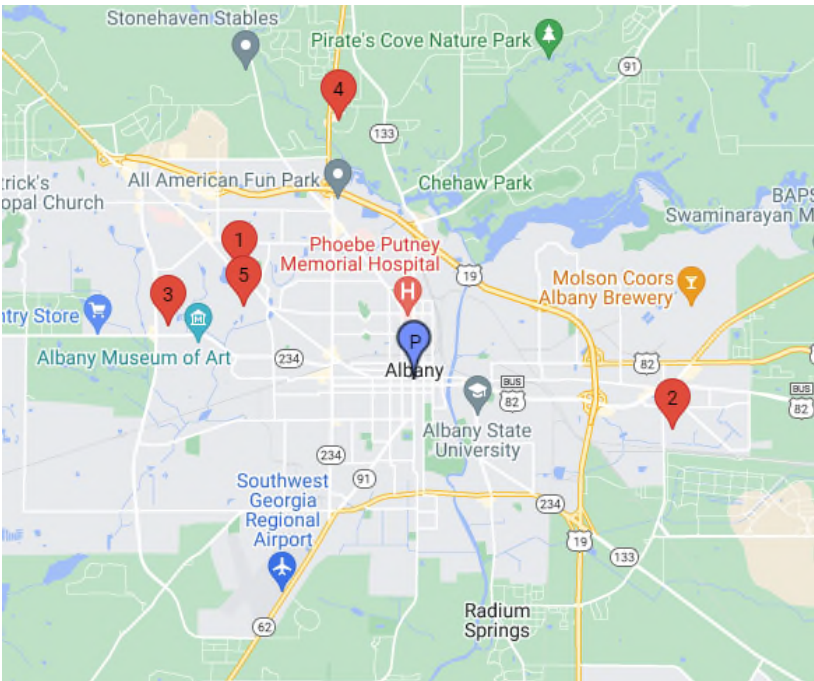 Stonehaven Stables
Pirate's Cove Nature Park
91
4
133
trick's
opal Church
All American Fun Park
Chehaw Park
BAPS
Swaminarayan M
1
Phoebe Putney
Memorial Hospital
H
19
5
Molson Coors
Albany Brewery
3
ntry Store
Albany Museum of Art
P
Albany
234
82
BUS
82
BUS
82
2
Albany State
University
234
91
Southwest
Georgia
Regional
Airport
234
19
133
62
Radium
Springs